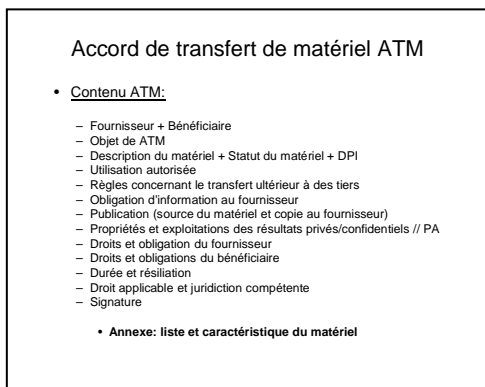 Accord de transfert de matériel ATM
• Contenu ATM:
– Fournisseur + Bénéficiaire
– Objet de ATM
– Description du matériel + Statut du matériel + DPI
– Utilisation autorisée
– Règles concernant le transfert ultérieur à des tiers
– Obligation d'information au fournisseur
– Publication (source du matériel et copie au fournisseur)
– Propriétés et exploitations des résultats privés/confidentiels // PA
– Droits et obligation du fournisseur
– Droits et obligations du bénéficiaire
– Durée et résiliation
– Droit applicable et juridiction compétente
– Signature
• Annexe: liste et caractéristique du matériel